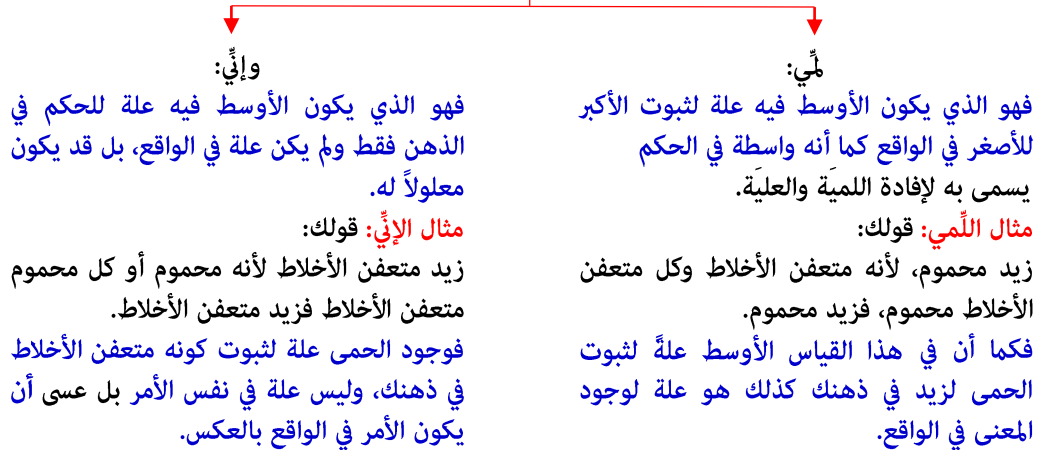 لمِّي:
فهو الذي يكون الأوسط فيه علة لثبوت الأكبر
للأصغر في الواقع كما أنه واسطة في الحكم
يسمى به لإفادة اللميَة والعليَة.
مثال اللِّمي: قولك:
زيد محموم، لأنه متعفن الأخلاط وكل متعفن
الأخلاط محموم، فزيد محموم.
فكما أن في هذا القياس الأوسط علةً لثبوت
الحمى لزيد في ذهنك كذلك هو علة لوجود
المعنى في الواقع.
وإنِّي:
فهو الذي يكون الأوسط فيه علة للحكم في
الذهن فقط ولم يكن علة في الواقع، بل قد يكون
معلولاً له.
مثال الإنِّي: قولك:
زيد متعفن الأخلاط لأنه محموم أو كل محموم
متعفن الأخلاط فزيد متعفن الأخلاط.
فوجود الحمى علة لثبوت كونه متعفن الأخلاط
في ذهنك، وليس علة في نفس الأمر بل عسى أن
يكون الأمر في الواقع بالعكس.